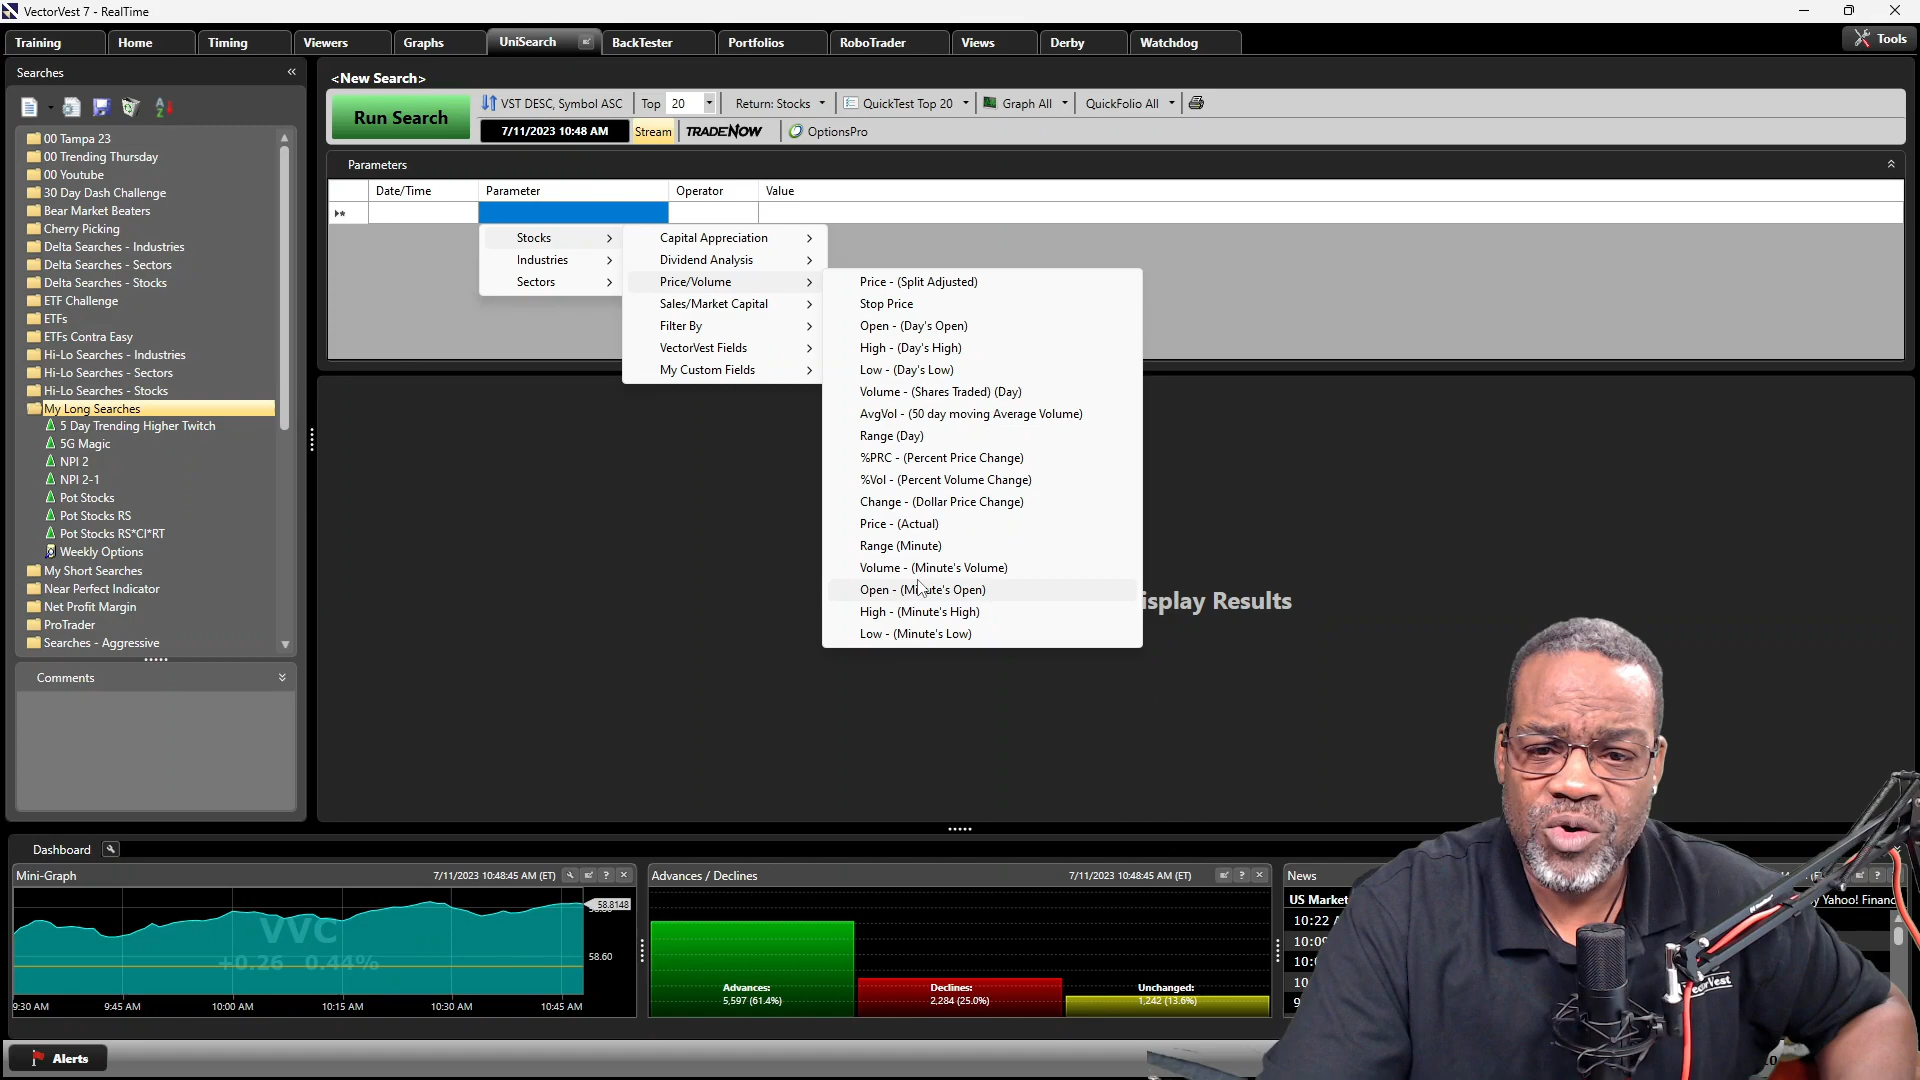 VectorVest 7 - RealTime
Training
Home
Timing
Viewers
Graphs
UniSearch
BackTester
Portfolios
RoboTrader
Views
Derby
Watchdog
Tools
Searches
00 Tampa 23
00 Trending Thursday
00 Youtube
30 Day Dash Challenge
Bear Market Beaters
Cherry Picking
Delta Searches - Industries
Delta Searches - Sectors
Delta Searches - Stocks
ETF Challenge
ETFs
ETFs Contra Easy
Hi-Lo Searches - Industries
Hi-Lo Searches - Sectors
Hi-Lo Searches - Stocks
My Long Searches
5 Day Trending Higher Twitch
5G Magic
NPI 2
NPI 2-1
Pot Stocks
Pot Stocks RS
Pot Stocks RS*CI*RT
Weekly Options
My Short Searches
Near Perfect Indicator
Net Profit Margin
ProTrader
Searches - Aggressive
Comments
<New Search>
Run Search
VST DESC, Symbol ASC
Top 20
Return: Stocks
QuickTest Top 20
Graph All
QuickFolio All
7/11/2023 10:48 AM
Stream
TRADENOW
OptionsPro
Parameters
Date/Time
Parameter
Operator
Value
Stocks
Industries
Sectors
Capital Appreciation
Dividend Analysis
Price/Volume
Sales/Market Capital
Filter By
VectorVest Fields
My Custom Fields
Price - (Split Adjusted)
Stop Price
Open - (Day's Open)
High - (Day's High)
Low - (Day's Low)
Volume - (Shares Traded) (Day)
AvgVol - (50 day moving Average Volume)
Range (Day)
%PRC - (Percent Price Change)
%Vol - (Percent Volume Change)
Change - (Dollar Price Change)
Price - (Actual)
Range (Minute)
Volume - (Minute's Volume)
Open - (Minute's Open)
High - (Minute's High)
Low - (Minute's Low)
isplay Results
Dashboard
Mini-Graph
7/11/2023 10:48:45 AM (ET)
VVC
+0.26 0.44%
58.8148
58.60
9:30 AM
9:45 AM
10:00 AM
10:15 AM
10:30 AM
10:45 AM
Advances / Declines
7/11/2023 10:48:45 AM (ET)
Advances:
5,597 (61.4%)
Declines:
2,284 (25.0%)
Unchanged:
1,242 (13.6%)
News
US Market
y Yahoo! Financ
10:22
Alerts